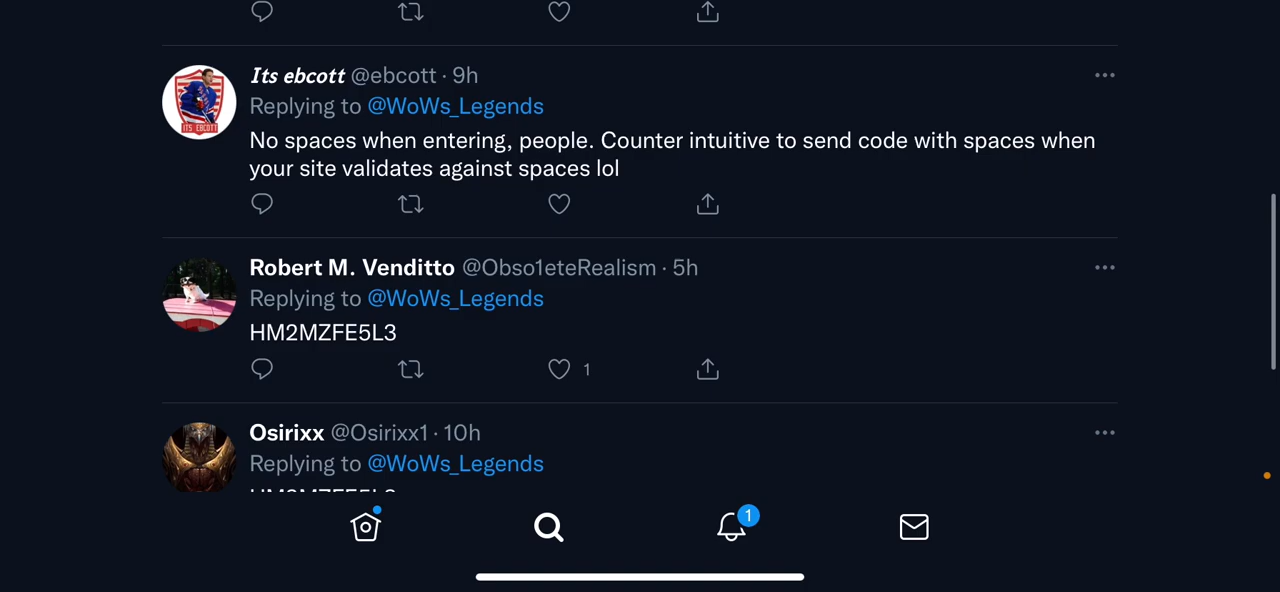 Its ebcott @ebcott · 9h
Replying to @WoWs_Legends
No spaces when entering, people. Counter intuitive to send code with spaces when
your site validates against spaces lol
ITS EBCOTT
Robert M. Venditto @Obso1eteRealism · 5h
Replying to @WoWs_Legends
HM2MZFE5L3
1
Osirixx @Osirixx1 · 10h
Replying to @WoWs_Legends
1